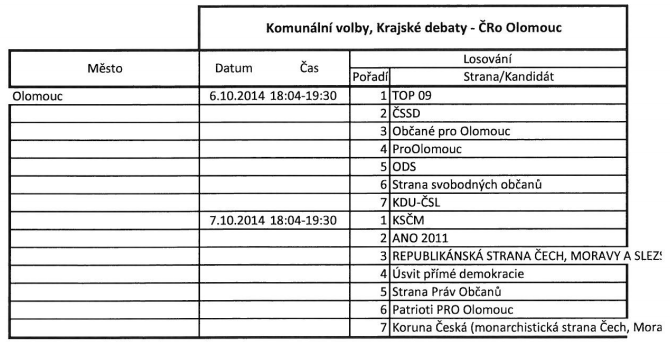 Komunální volby, Krajské debaty - ČRo Olomouc
Město Datum Čas Losování
Pořadí Strana/Kandidát
Olomouc 6.10.2014 18:04-19:30 1 TOP 09
2 ČSSD
3 Občané pro Olomouc
4 ProOlomouc
5 ODS
6 Strana svobodných občanů
7 KDU-ČSL
7.10.2014 18:04-19:30 1 KSČM
2 ANO 2011
3 REPUBLIKÁNSKÁ STRANA ČECH, MORAVY A SLEZS
4 Úsvit přímé demokracie
5 Strana Práv Občanů
6 Patrioti PRO Olomouc
7 Koruna Česká (monarchistická strana Čech, Mora